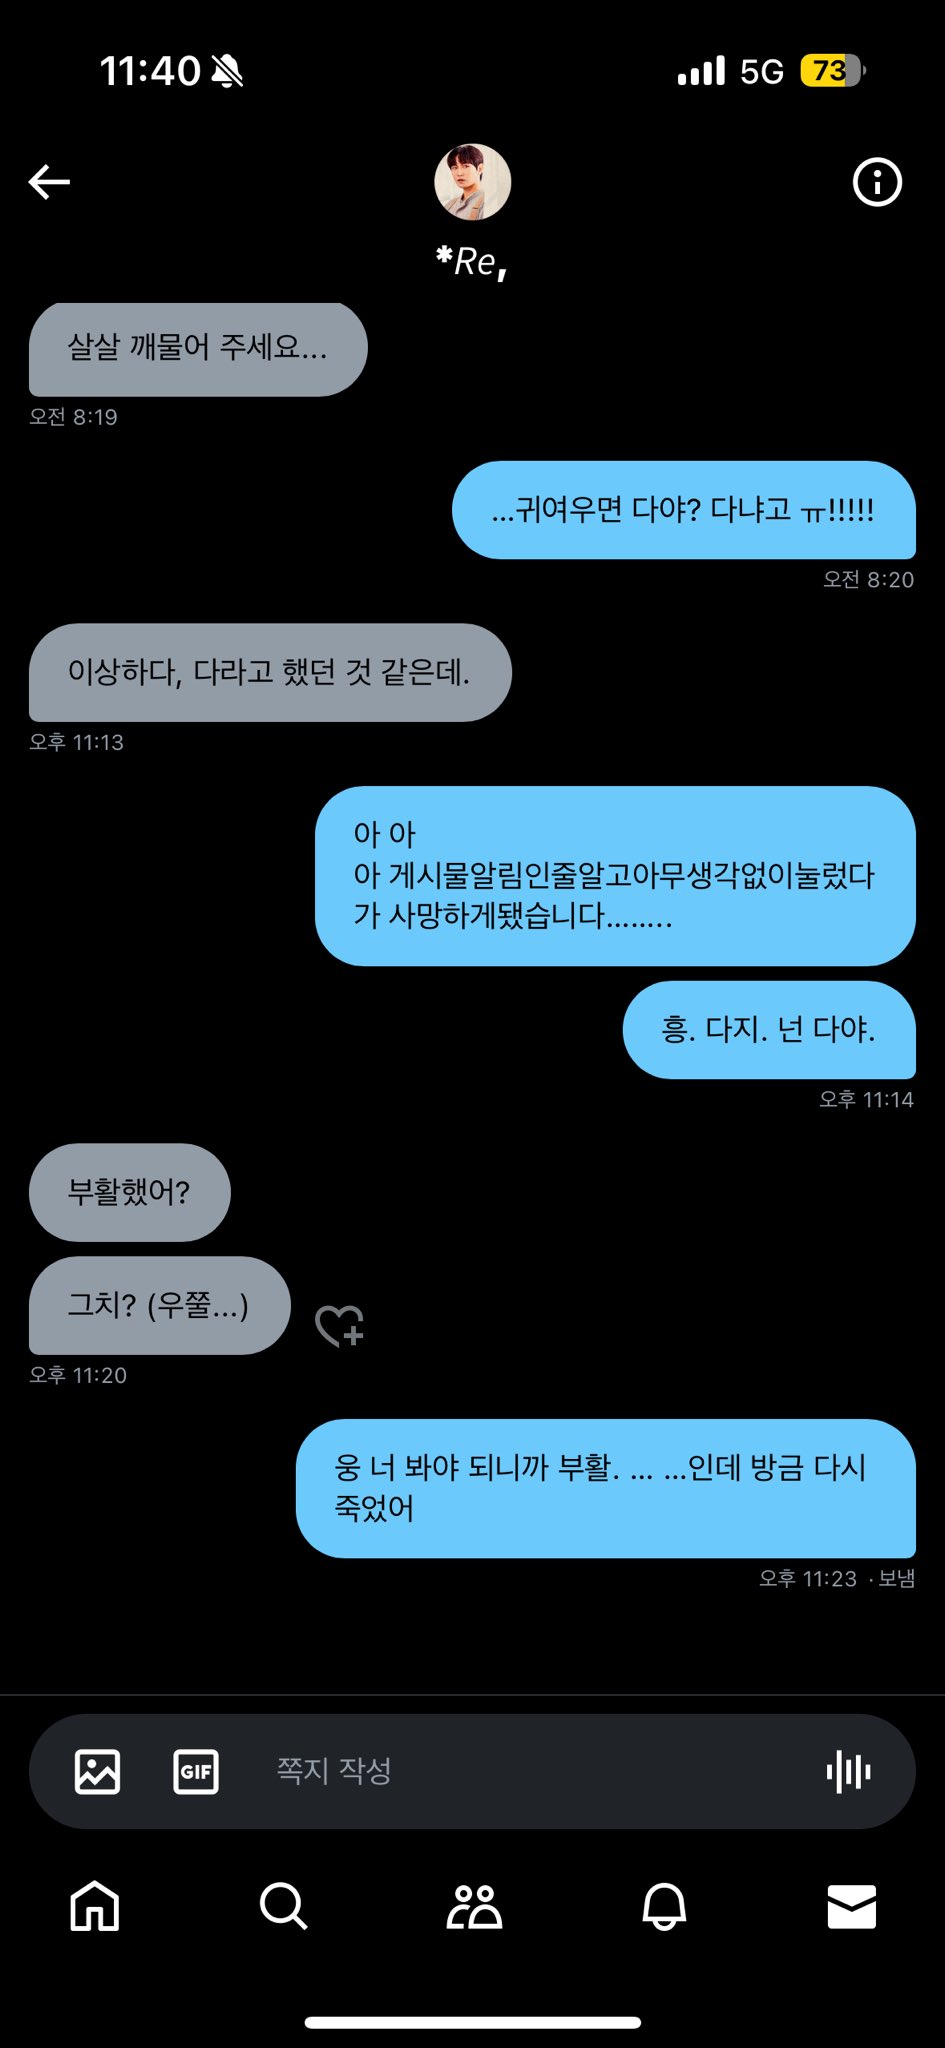 11:40
5G
73
*Re,
살살 깨물어 주세요...
오전 8:19
...귀여우면 다야? 다냐고 ㅠ!!!!!
오전 8:20
이상하다, 다라고 했던 것 같은데.
오후 11:13
아 아
아 게시물알림인줄알고아무생각없이눌렀다
가 사망하게됐습니다........
흥. 다지. 넌 다야.
오후 11:14
부활했어?
그치? (우쭐...)
오후 11:20
웅 너 봐야 되니까 부활. ... ...인데 방금 다시
죽었어
오후 11:23 · 보냄
GIF
쪽지 작성